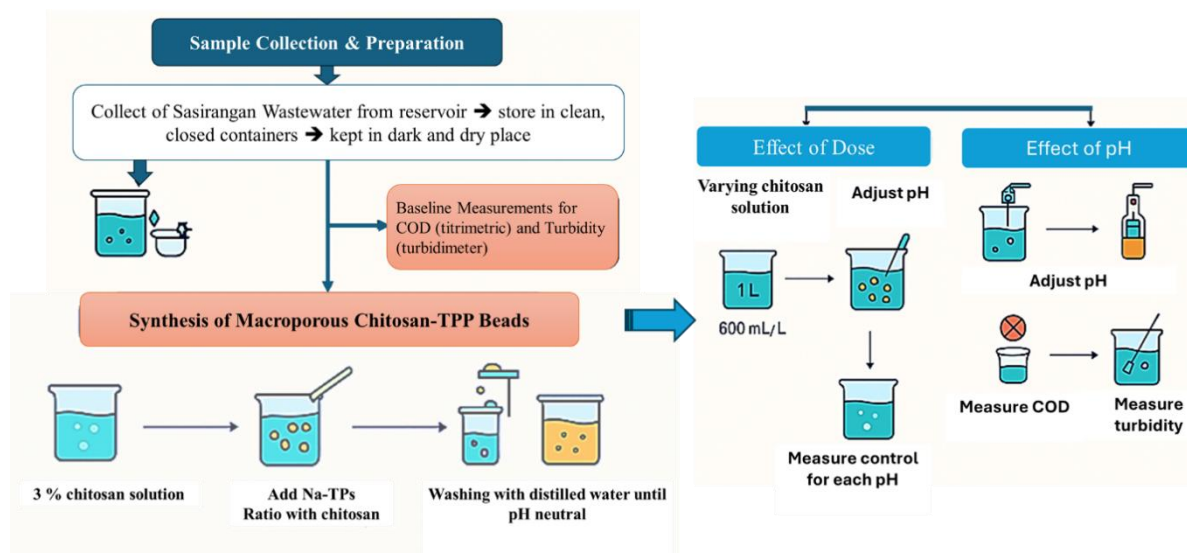 Sample Collection & Preparation
Collect of Sasirangan Wastewater from reservoir ➔ store in clean,
closed containers ➔ kept in dark and dry place
Baseline Measurements for
COD (titrimetric) and Turbidity
(turbidimeter)
Synthesis of Macroporous Chitosan-TPP Beads
3 % chitosan solution
Add Na-TPs
Ratio with chitosan
Washing with distilled water until
pH neutral
Effect of Dose
Varying chitosan
solution
Adjust pH
1 L
600 mL/L
Measure control
for each pH
Effect of pH
Adjust pH
Measure COD
Measure
turbidity